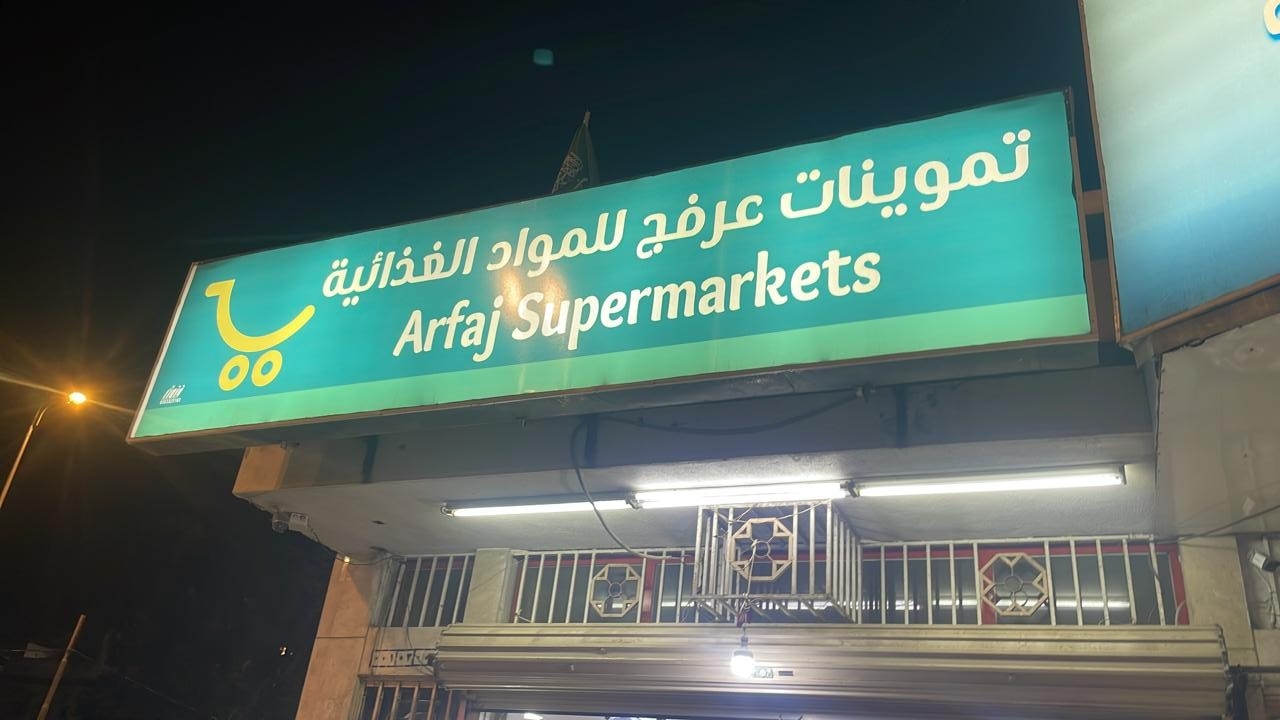 تموينات عرفج للمواد الغذائية
Arfaj Supermarkets